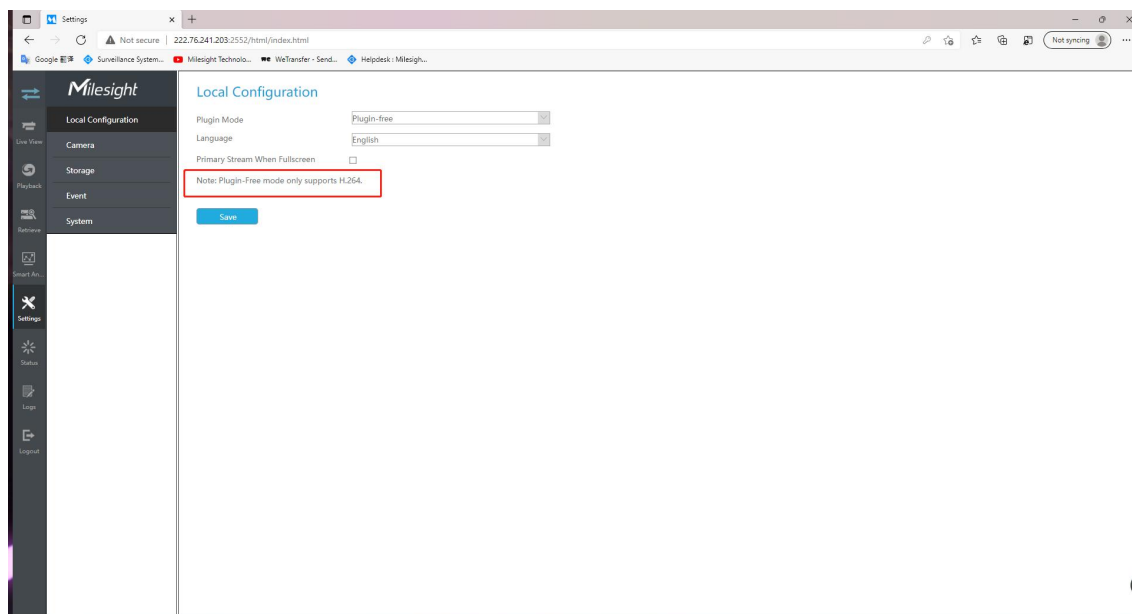 Settings
Not secure
222.76.241.203:2552/html/index.html
Not syncing
Google 翻译
Surveillance System...
Milesight Technolo...
WeTransfer - Send...
Helpdesk : Milesigh...
Milesight
Local Configuration
Camera
Storage
Event
System
Live View
Playback
Retrieve
Smart An...
Settings
Status
Logs
Logout
Local Configuration
Plugin Mode
Plugin-free
Language
English
Primary Stream When Fullscreen
Note: Plugin-Free mode only supports H.264.
Save